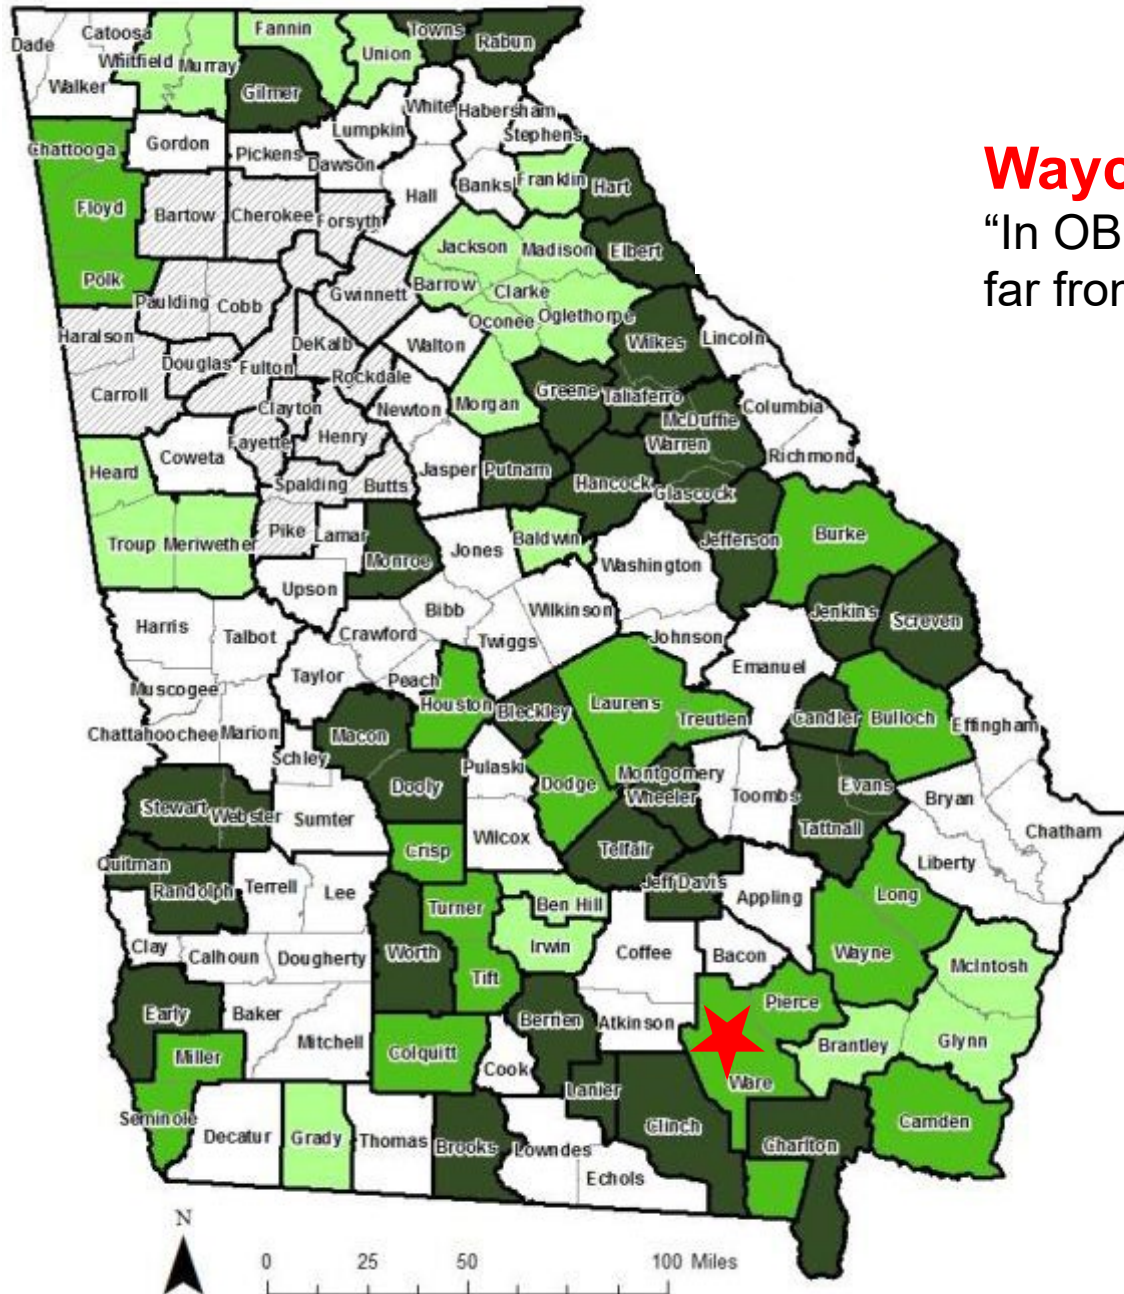 Wayc
“In OB
far fron
Towns
Fannin
Catoosa
Dade
Rabun
Union
Whitfield
Murray
Walker
Gilmer
White
Habersham
Lumpkin
Stephens
Gordon
Chattooga
Pickens
Dawson
Franklin
Banks
Hart
Hall
Floyd
Bartow
Cherokee
Forsyth
Jackson
Madison
Elbert
Polk
Barrow
Clarke
Gwinnett
Paulding
Cobb
Oglethorpe
Oconee
Haralson
Lincoln
DeKalb
Walton
Wilkes
Douglas
Fulton
Rockdale
Greene
Taliaferro
Carroll
Morgan
Clayton
Newton
Columbia
McDuffie
Henry
Fayette
Warren
Coweta
Richmond
Heard
Jasper
Putnam
Spalding
Butts
Hancock
Glascock
Pike
Lamar
Burke
Baldwin
Jefferson
Troup
Meriwether
Jones
Monroe
Washington
Upson
Bibb
Wilkinson
Jenkins
Screven
Harris
Talbot
Crawford
Johnson
Twiggs
Emanuel
Taylor
Peach
Muscogee
Houston
Laurens
Bleckley
Treutlen
Candler
Bulloch
Effingham
Chattahoochee
Marion
Macon
Schley
Pulaski
Montgomery
Dodge
Dooly
Evans
Wheeler
Toombs
Bryan
Stewart
Webster
Sumter
Tattnall
Chatham
Wilcox
Crisp
Telfair
Liberty
Quitman
Jeff Davis
Randolph
Terrell
Lee
Long
Appling
Turner
Ben Hill
Clay
Irwin
Coffee
Worth
Wayne
Calhoun
Dougherty
Bacon
McIntosh
Tift
Pierce
Early
Baker
Berrien
Atkinson
Mitchell
Glynn
Brantley
Miller
Colquitt
Cook
Ware
Lanier
Seminole
Camden
Clinch
Decatur
Grady
Thomas
Brooks
Lowndes
Charlton
Echols
N
0 25 50 100 Miles